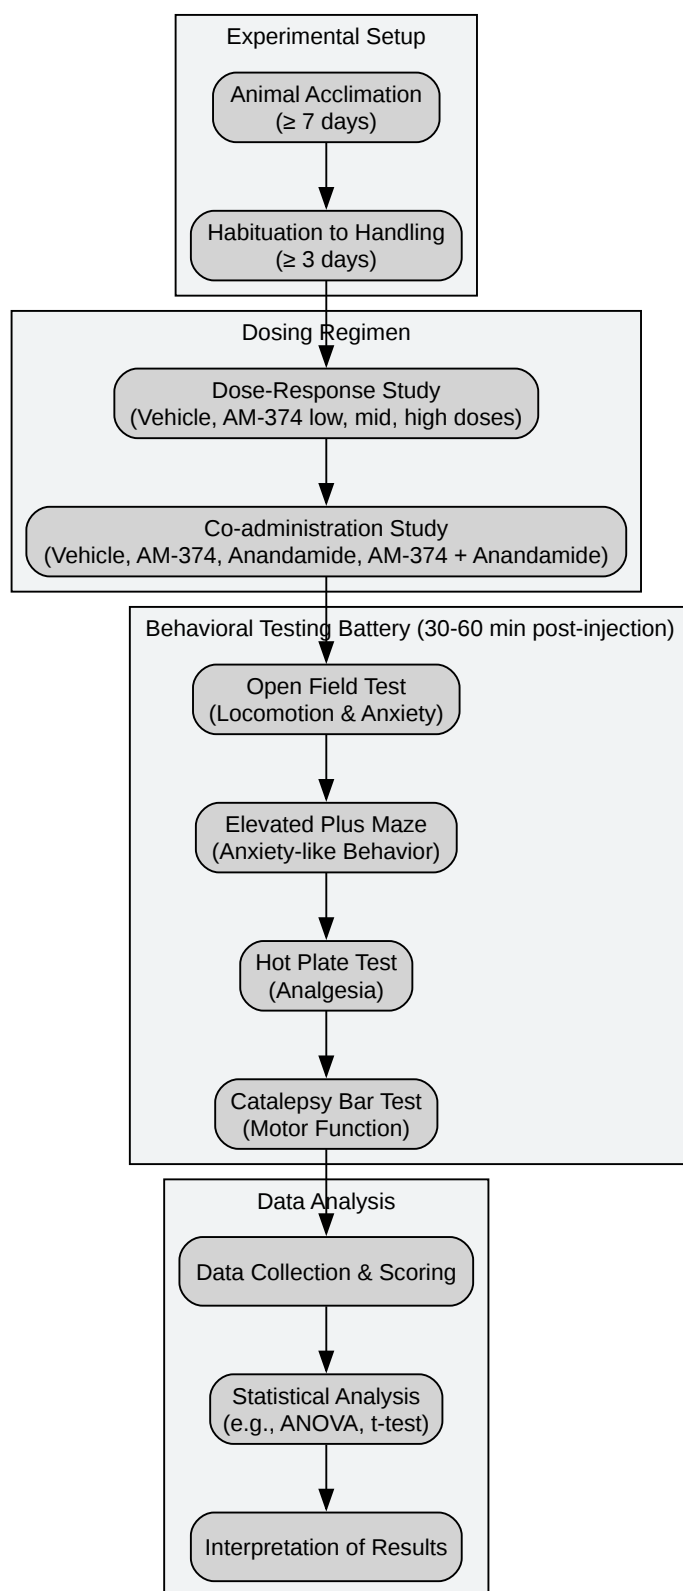 Experimental Setup
Animal Acclimation
(≥ 7 days)
Habituation to Handling
(≥ 3 days)
Dosing Regimen
Dose-Response Study
(Vehicle, AM-374 low, mid, high doses)
Co-administration Study
(Vehicle, AM-374, Anandamide, AM-374 + Anandamide)
Behavioral Testing Battery (30-60 min post-injection)
Open Field Test
(Locomotion & Anxiety)
Elevated Plus Maze
(Anxiety-like Behavior)
Hot Plate Test
(Analgesia)
Catalepsy Bar Test
(Motor Function)
Data Analysis
Data Collection & Scoring
Statistical Analysis
(e.g., ANOVA, t-test)
Interpretation of Results